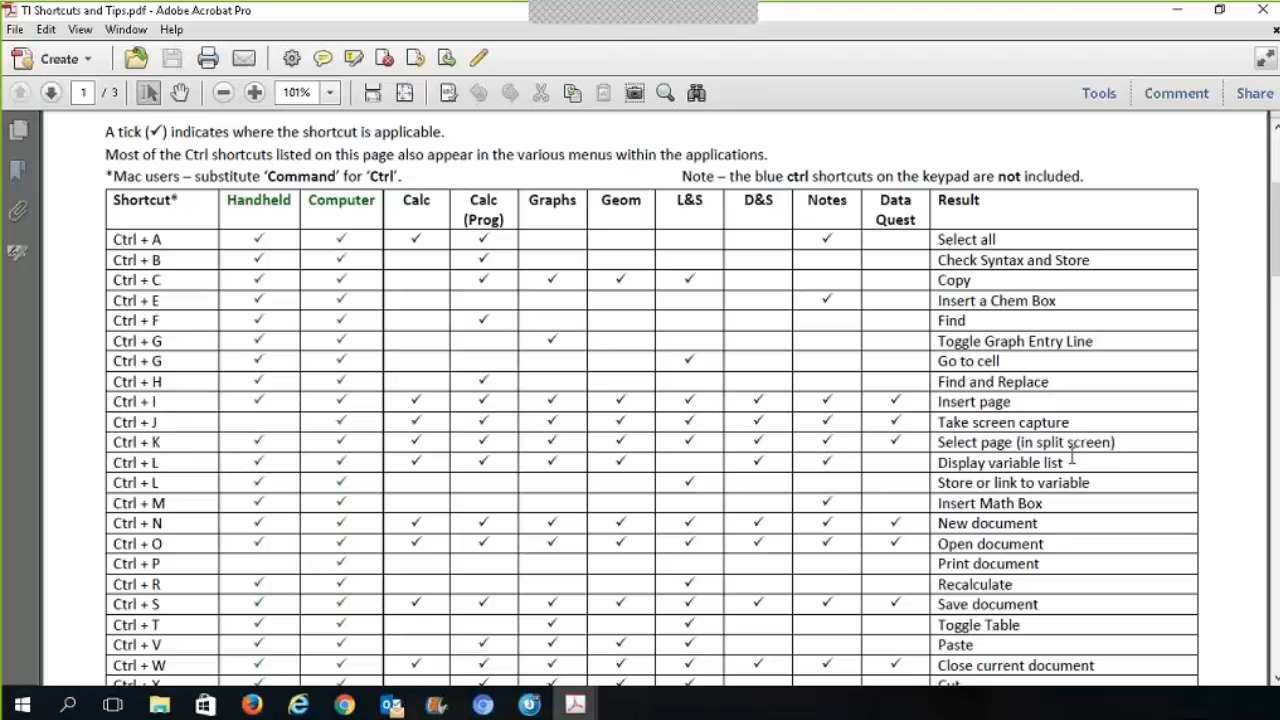 TI Shortcuts and Tips.pdf - Adobe Acrobat Pro
File Edit View Window Help
Create
1 / 3 101% Tools Comment Share
A tick (✓) indicates where the shortcut is applicable.
Most of the Ctrl shortcuts listed on this page also appear in the various menus within the applications.
*Mac users – substitute ‘Command’ for ‘Ctrl’. Note – the blue ctrl shortcuts on the keypad are not included.
Shortcut* Handheld Computer Calc Calc (Prog) Graphs Geom L&S D&S Notes Data Quest Result
Ctrl + A ✓ ✓ ✓ ✓ ✓ Select all
Ctrl + B ✓ ✓ ✓ Check Syntax and Store
Ctrl + C ✓ ✓ ✓ ✓ ✓ ✓ Copy
Ctrl + E ✓ ✓ ✓ Insert a Chem Box
Ctrl + F ✓ ✓ ✓ Find
Ctrl + G ✓ ✓ ✓ Toggle Graph Entry Line
Ctrl + G ✓ ✓ ✓ Go to cell
Ctrl + H ✓ ✓ ✓ Find and Replace
Ctrl + I ✓ ✓ ✓ ✓ ✓ ✓ ✓ ✓ ✓ ✓ Insert page
Ctrl + J ✓ ✓ ✓ ✓ ✓ ✓ ✓ ✓ ✓ Take screen capture
Ctrl + K ✓ ✓ ✓ ✓ ✓ ✓ ✓ ✓ ✓ ✓ Select page (in split screen)
Ctrl + L ✓ ✓ ✓ ✓ ✓ ✓ ✓ ✓ Display variable list
Ctrl + L ✓ ✓ ✓ Store or link to variable
Ctrl + M ✓ ✓ ✓ Insert Math Box
Ctrl + N ✓ ✓ ✓ ✓ ✓ ✓ ✓ ✓ ✓ ✓ New document
Ctrl + O ✓ ✓ ✓ ✓ ✓ ✓ ✓ ✓ ✓ ✓ Open document
Ctrl + P ✓ Print document
Ctrl + R ✓ ✓ ✓ Recalculate
Ctrl + S ✓ ✓ ✓ ✓ ✓ ✓ ✓ ✓ ✓ ✓ Save document
Ctrl + T ✓ ✓ ✓ ✓ Toggle Table
Ctrl + V ✓ ✓ ✓ ✓ ✓ ✓ Paste
Ctrl + W ✓ ✓ ✓ ✓ ✓ ✓ ✓ ✓ ✓ ✓ Close current document